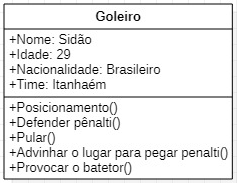 Goleiro
+Nome: Sidão
+Idade: 29
+Nacionalidade: Brasileiro
+Time: Itanhaém
+Posicionamento()
+Defender pênalti()
+Pular()
+Advinhar o lugar para pegar penalti()
+Provocar o batetor()